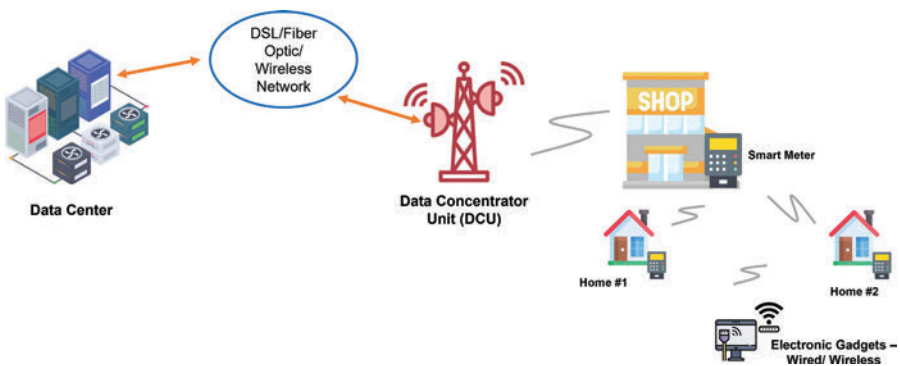 DSL/Fiber
Optic/
Wireless
Network
SHOP
Smart Meter
Data Center
Data Concentrator
Unit (DCU)
Home #1
Home #2
Electronic Gadgets –
Wired/ Wireless